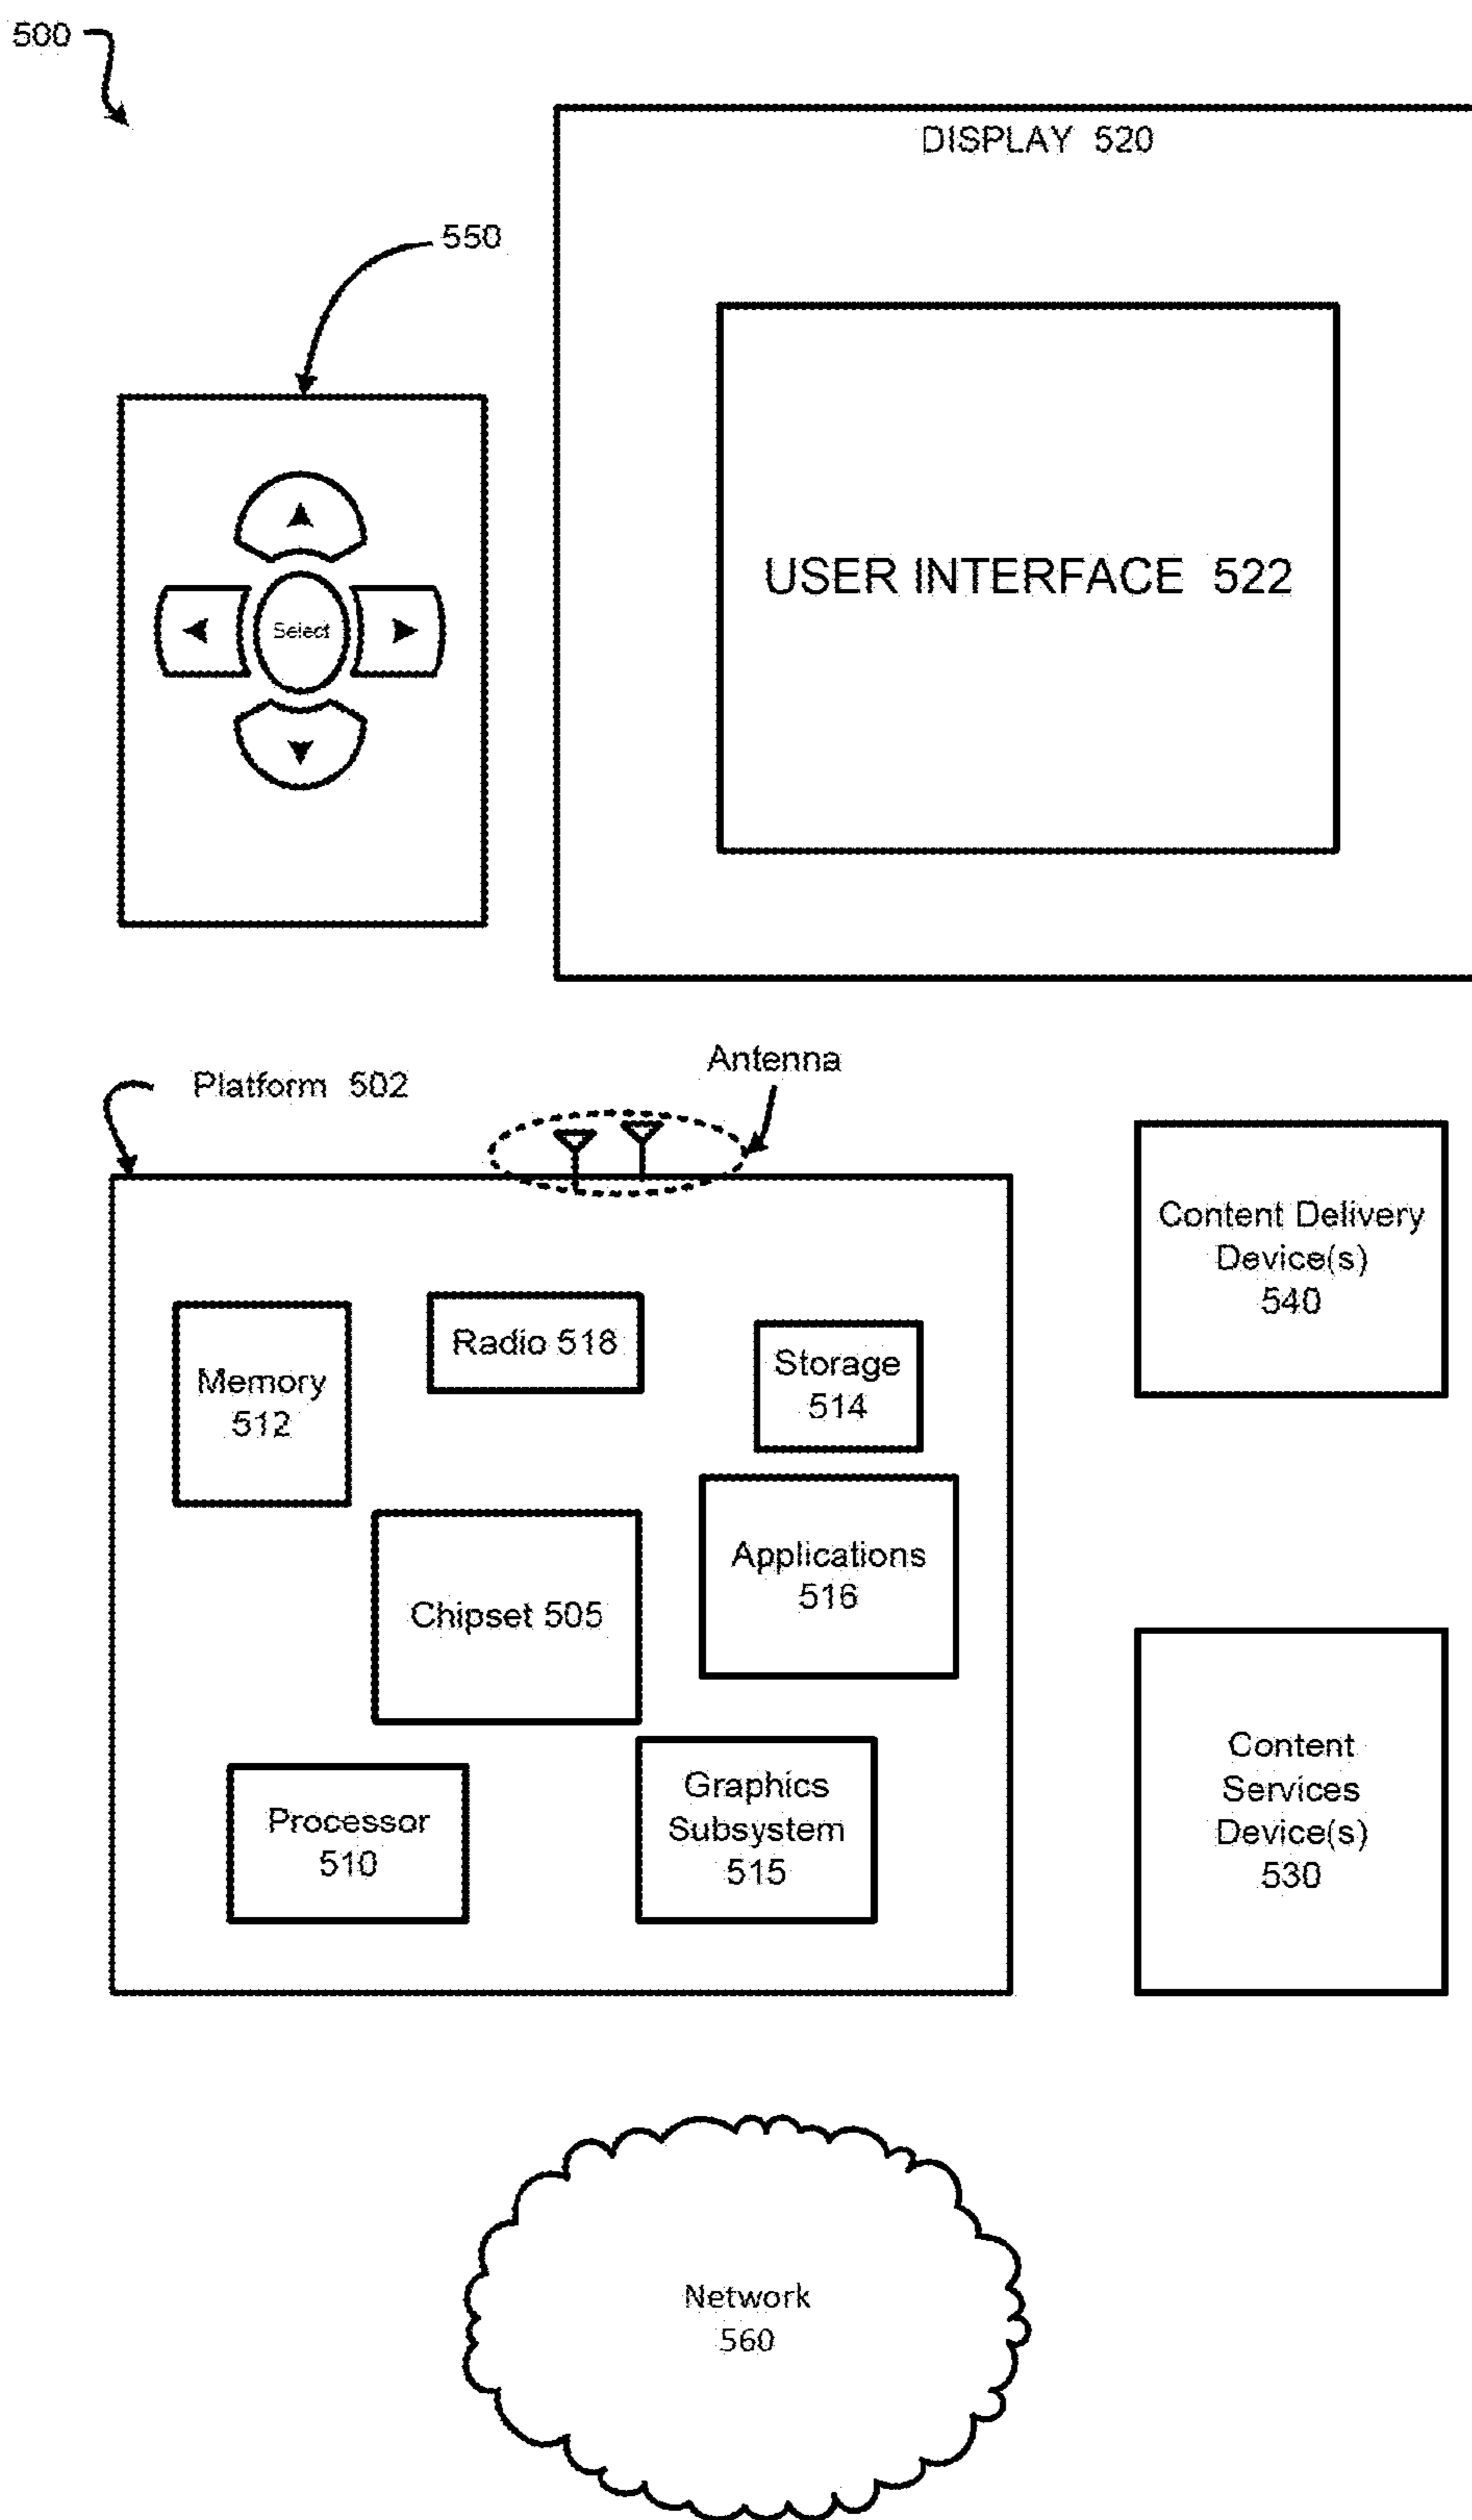 500
DISPLAY 520
550
USER INTERFACE 522
Select
Antenna
Platform 502
Content Delivery
Device(s)
540
Radio 518
Storage
514
Memory
512
Applications
516
Chipset 505
Content
Services
Device(s)
530
Graphics
Subsystem
515
Processor
510
Network
560